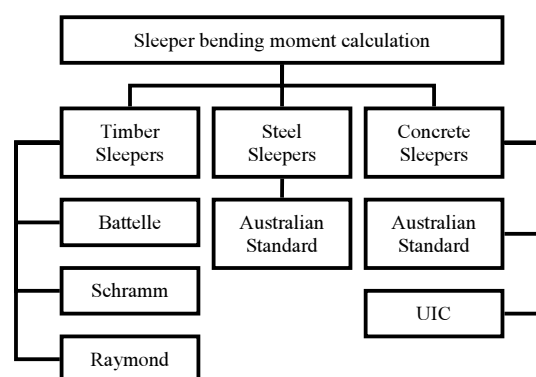 Sleeper bending moment calculation
Timber
Sleepers
Steel
Sleepers
Concrete
Sleepers
Battelle
Australian
Standard
Australian
Standard
Schramm
UIC
Raymond